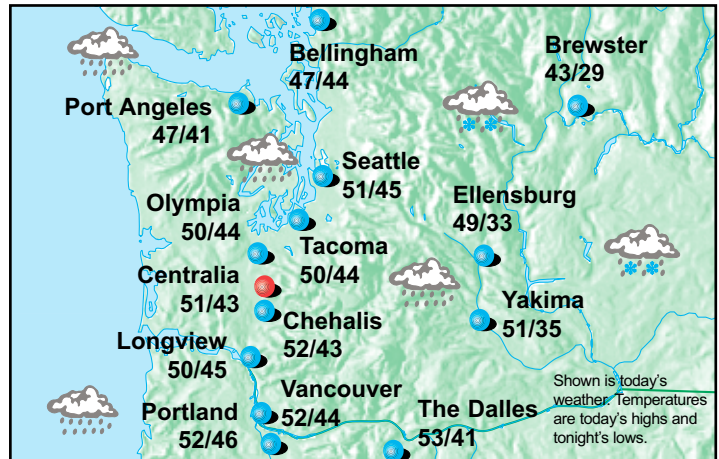 Bellingham
47/44
Brewster
43/29
Port Angeles
47/41
Seattle
51/45
Ellensburg
49/33
Olympia
50/44
Tacoma
50/44
Centralia
51/43
Yakima
51/35
Chehalis
52/43
Longview
50/45
Vancouver
52/44
Portland
52/46
The Dalles
53/41
Shown is today's
weather. Temperatures
are today's highs and
tonight's lows.